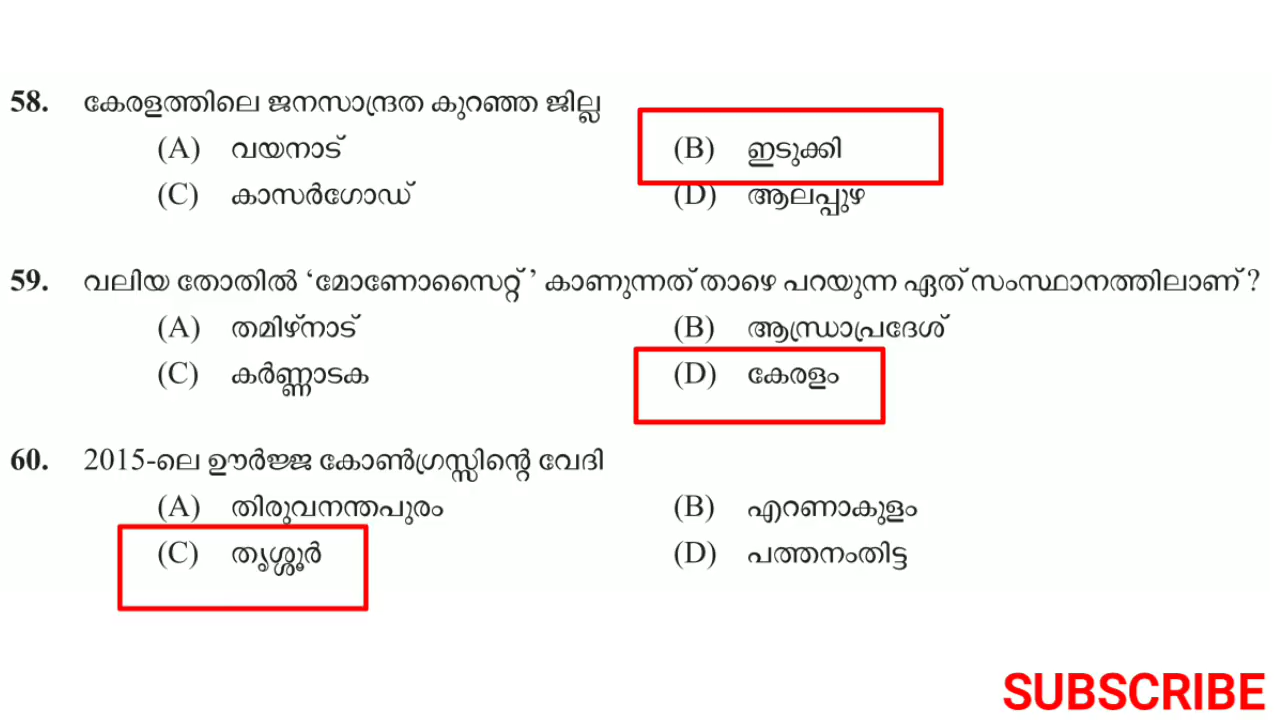 58. കേരളത്തിലെ ജനസാന്ദ്രത കുറഞ്ഞ ജില്ല
(A) വയനാട് (B) ഇടുക്കി
(C) കാസർഗോഡ് (D) ആലപ്പുഴ
59. വലിയ തോതിൽ ‘മോണോസൈറ്റ്’ കാണുന്നത് താഴെ പറയുന്ന ഏത് സംസ്ഥാനത്തിലാണ് ?
(A) തമിഴ്നാട് (B) ആന്ധ്രാപ്രദേശ്
(C) കർണ്ണാടക (D) കേരളം
60. 2015-ലെ ഊർജ്ജ കോൺഗ്രസ്സിന്റെ വേദി
(A) തിരുവനന്തപുരം (B) എറണാകുളം
(C) തൃശ്ശൂർ (D) പത്തനംതിട്ട
SUBSCRIBE